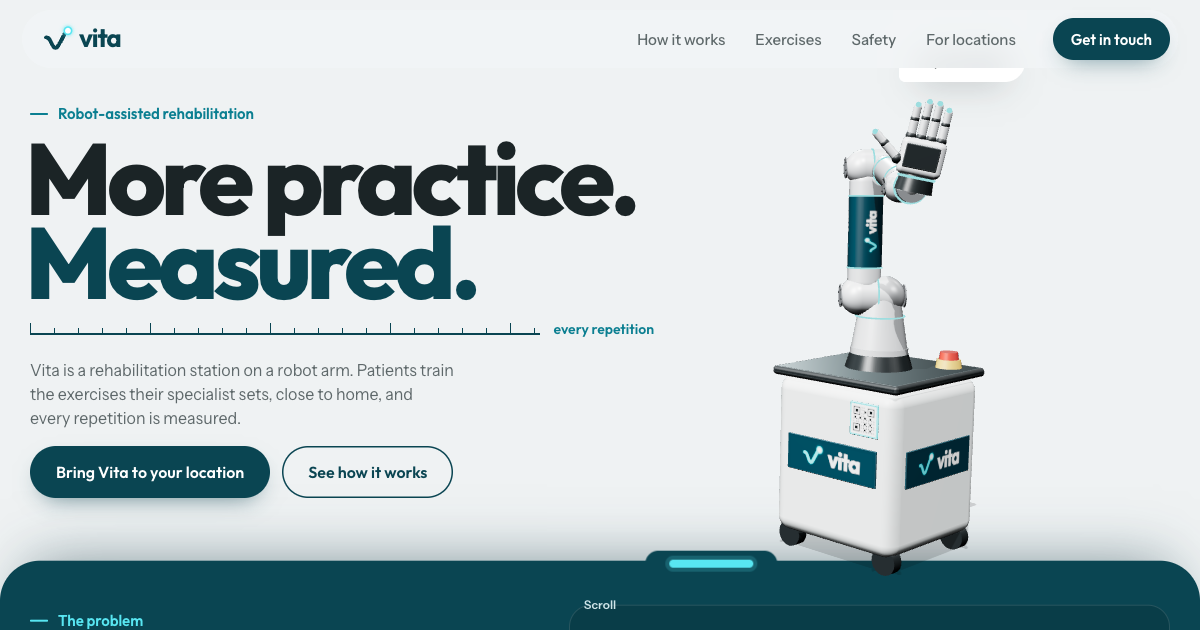 vita
How it works
Exercises
Safety
For locations
Get in touch
Robot-assisted rehabilitation
More practice.
Measured.
every repetition
Vita is a rehabilitation station on a robot arm. Patients train
the exercises their specialist sets, close to home, and
every repetition is measured.
Bring Vita to your location
See how it works
vita
vita
vita
Scroll
The problem